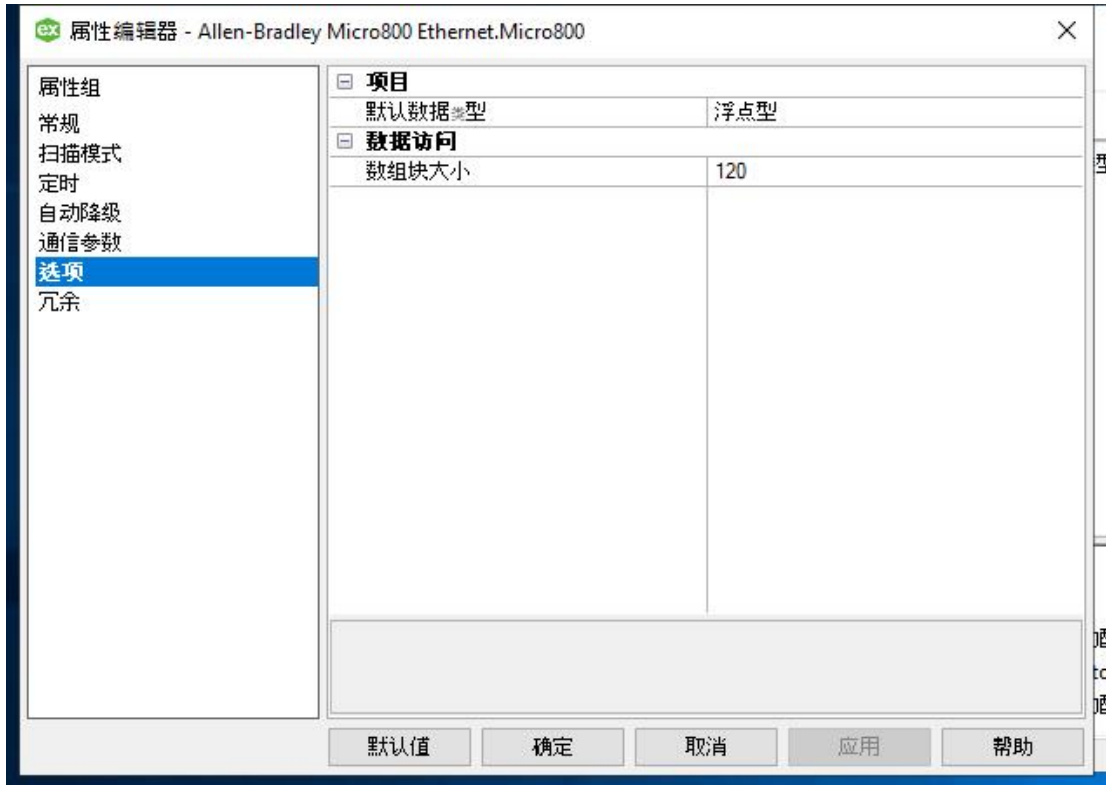 ex 属性编辑器 - Allen-Bradley Micro800 Ethernet.Micro800
属性组
常规
扫描模式
定时
自动降级
通信参数
选项
冗余
项目
默认数据类型 浮点型
数据访问
数组块大小 120
默认值 确定 取消 应用 帮助
型